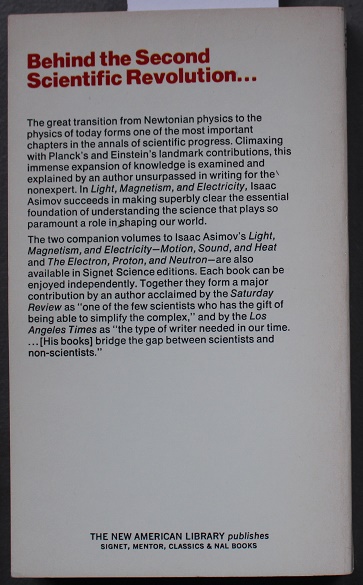 Behind the Second
Scientific Revolution...
The great transition from Newtonian physics to the
physics of today forms one of the most important
chapters in the annals of scientific progress. Climaxing
with Planck's and Einstein's landmark contributions, this
immense expansion of knowledge is examined and
explained by an author unsurpassed in writing for the
nonexpert. In Light, Magnetism, and Electricity, Isaac
Asimov succeeds in making superbly clear the essential
foundation of understanding the science that plays so
paramount a role in shaping our world.
The two companion volumes to Isaac Asimov's Light,
Magnetism, and Electricity—Motion, Sound, and Heat
and The Electron, Proton, and Neutron—are also
available in Signet Science editions. Each book can be
enjoyed independently. Together they form a major
contribution by an author acclaimed by the Saturday
Review as "one of the few scientists who has the gift of
being able to simplify the complex," and by the Los
Angeles Times as "the type of writer needed in our time.
...[His books] bridge the gap between scientists and
non-scientists."
THE NEW AMERICAN LIBRARY publishes
SIGNET, MENTOR, CLASSICS & NAL BOOKS